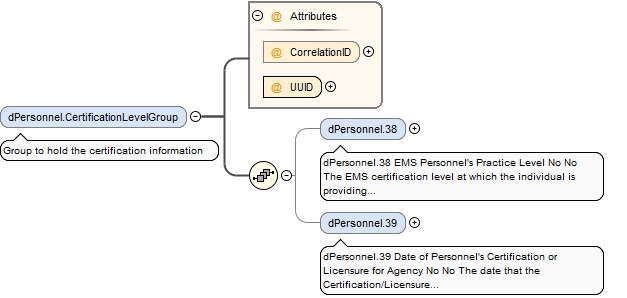 @ Attributes
@ CorrelationID
@ UUID
dPersonnel.CertificationLevelGroup
Group to hold the certification information
dPersonnel.38
dPersonnel.38 EMS Personnel's Practice Level No No
The EMS certification level at which the individual is
providing...
dPersonnel.39
dPersonnel.39 Date of Personnel's Certification or
Licensure for Agency No No The date that the
Certification/Licensure...